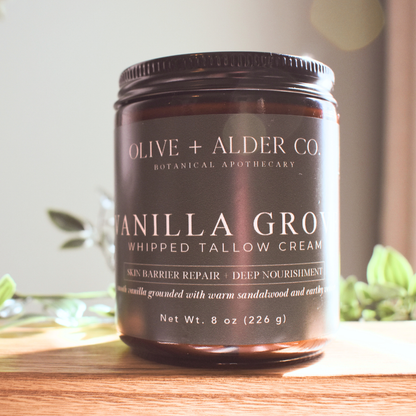 OLIVE + ALDER CO.
BOTANICAL APOTHECARY
VANILLA GROV
WHIPPED TALLOW CREAM
SKIN BARRIER REPAIR + DEEP NOURISHMENT
vanilla grounded with warm sandalwood and earthy
Net Wt. 8 oz (226 g)